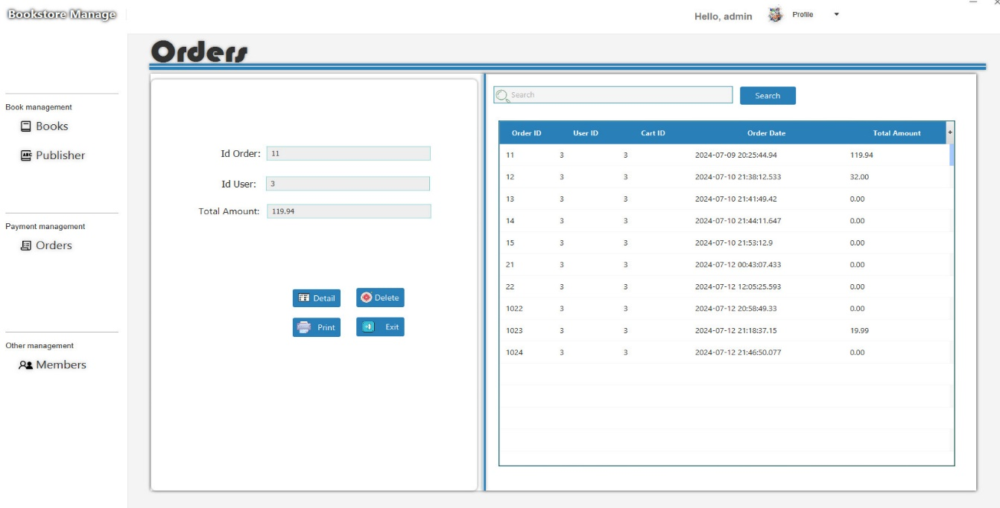 Bookstore Manage
Hello, admin Profile
Orders
Book management
Books
Publisher
Payment management
Orders
Other management
Members
Id Order: 11
Id User: 3
Total Amount: 119.94
Detail Delete
Print Exit
Search Search
Order ID User ID Cart ID Order Date Total Amount +
11 3 3 2024-07-09 20:25:44.94 119.94
12 3 3 2024-07-10 21:38:12.533 32.00
13 3 3 2024-07-10 21:41:49.42 0.00
14 3 3 2024-07-10 21:44:11.647 0.00
15 3 3 2024-07-10 21:53:12.9 0.00
21 3 3 2024-07-12 00:43:07.433 0.00
22 3 3 2024-07-12 12:05:25.593 0.00
1022 3 3 2024-07-12 20:58:49.33 0.00
1023 3 3 2024-07-12 21:18:37.15 19.99
1024 3 3 2024-07-12 21:46:50.077 0.00